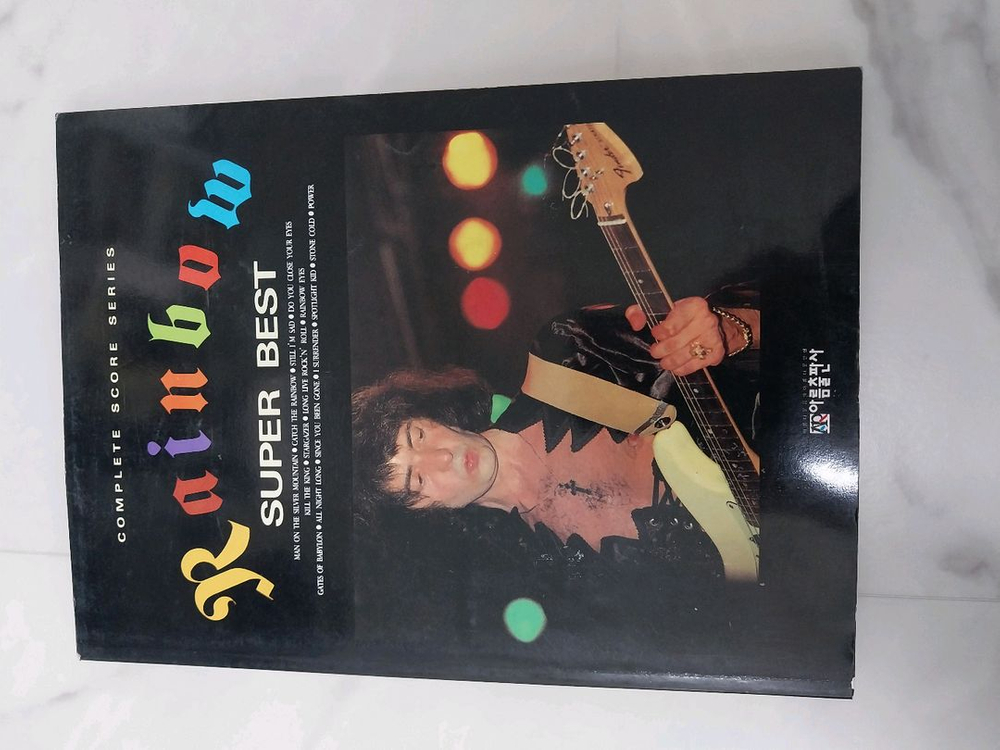 COMPLETE SCORE SERIES
Rainbow
SUPER BEST
MAN ON THE SILVER MOUNTAIN ● CATCH THE RAINBOW ● STILL I'M SAD ● DO YOU CLOSE YOUR EYES
KILL THE KING ● STARGAZER ● LONG LIVE ROCK'N' ROLL ● RAINBOW EYES
GATES OF BABYLON ● ALL NIGHT LONG ● SINCE YOU BEEN GONE ● I SURRENDER ● SPOTLIGHT KID ● STONE COLD ● POWER
Fender
아름출판사